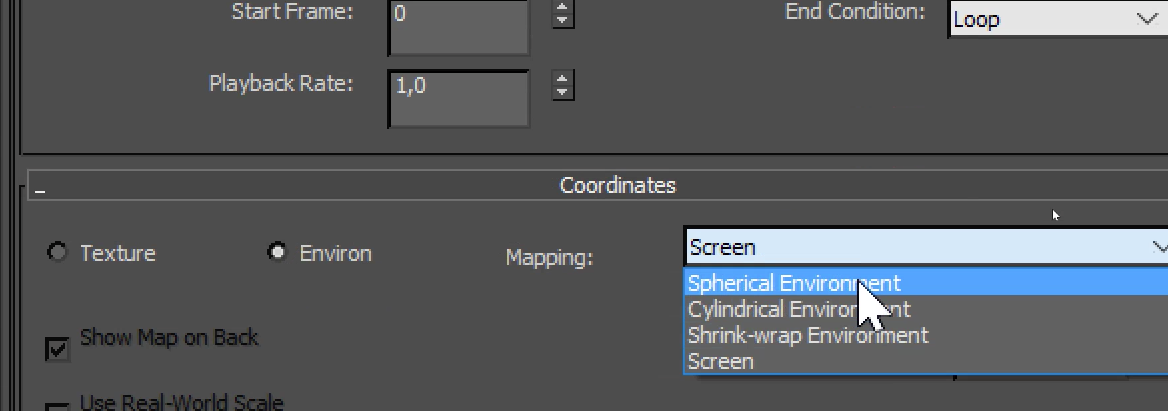 Start Frame: 0 End Condition: Loop
Playback Rate: 1,0
Coordinates
Texture Environ Mapping: Screen
Spherical Environment
Cylindrical Environment
Show Map on Back Shrink-wrap Environment
Screen
Use Real-World Scale